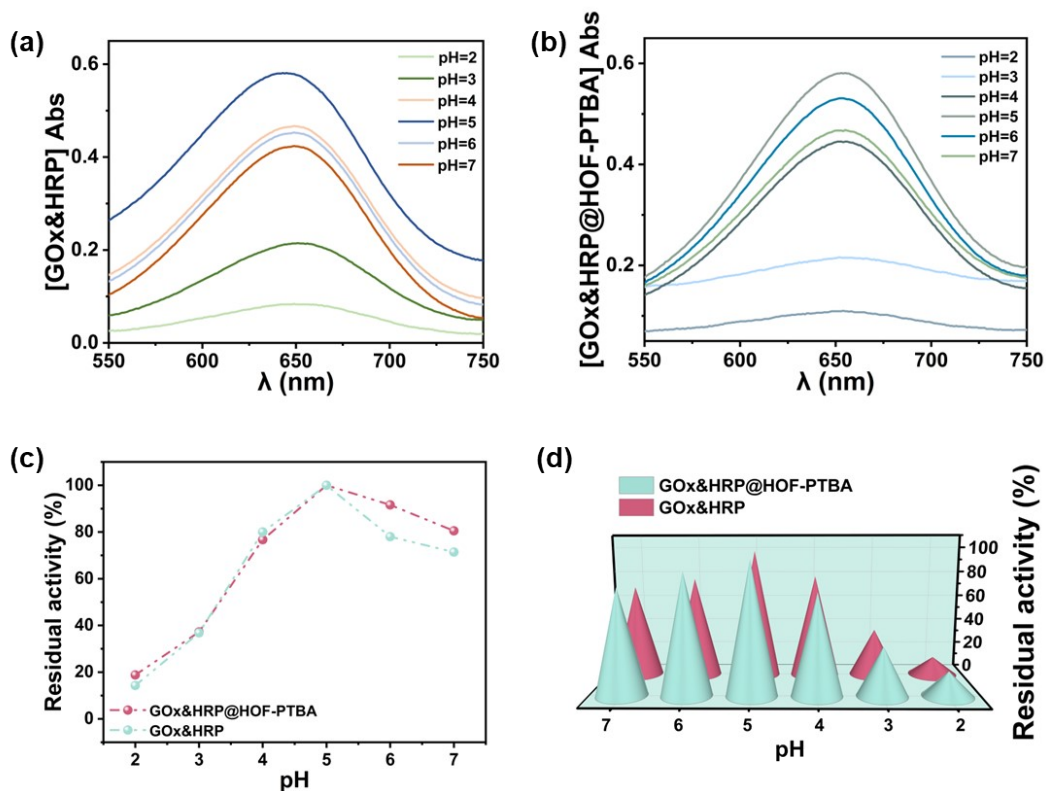 (a)
[GOx&HRP] Abs
0.6
0.4
0.2
0.0
550
600
650
700
750
λ (nm)
pH=2
pH=3
pH=4
pH=5
pH=6
pH=7
(b)
[GOx&HRP@HOF-PTBA] Abs
0.6
0.4
0.2
550
600
650
700
750
λ (nm)
pH=2
pH=3
pH=4
pH=5
pH=6
pH=7
(c)
Residual activity (%)
100
80
60
40
20
0
GOx&HRP@HOF-PTBA
GOx&HRP
2
3
4
5
6
7
pH
(d)
GOx&HRP@HOF-PTBA
GOx&HRP
100
80
60
40
20
0
Residual activity (%)
7
6
5
4
3
2
pH